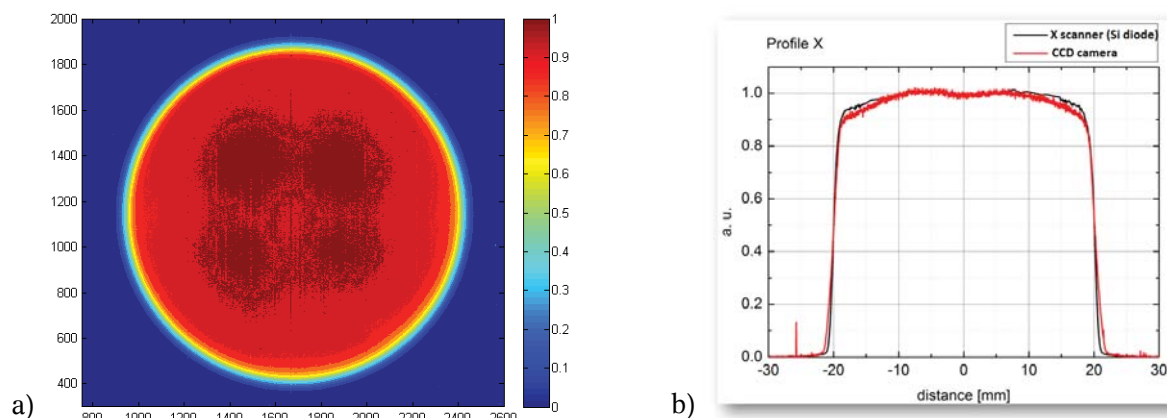 2000
1800
1600
1400
1200
1000
800
600
400
800 1000 1200 1400 1600 1800 2000 2200 2400 2600
1
0.9
0.8
0.7
0.6
0.5
0.4
0.3
0.2
0.1
0
a)
Profile X
X scanner (Si diode)
CCD camera
1.0
0.8
0.6
0.4
0.2
0.0
a. u.
-30 -20 -10 0 10 20 30
distance [mm]
b)